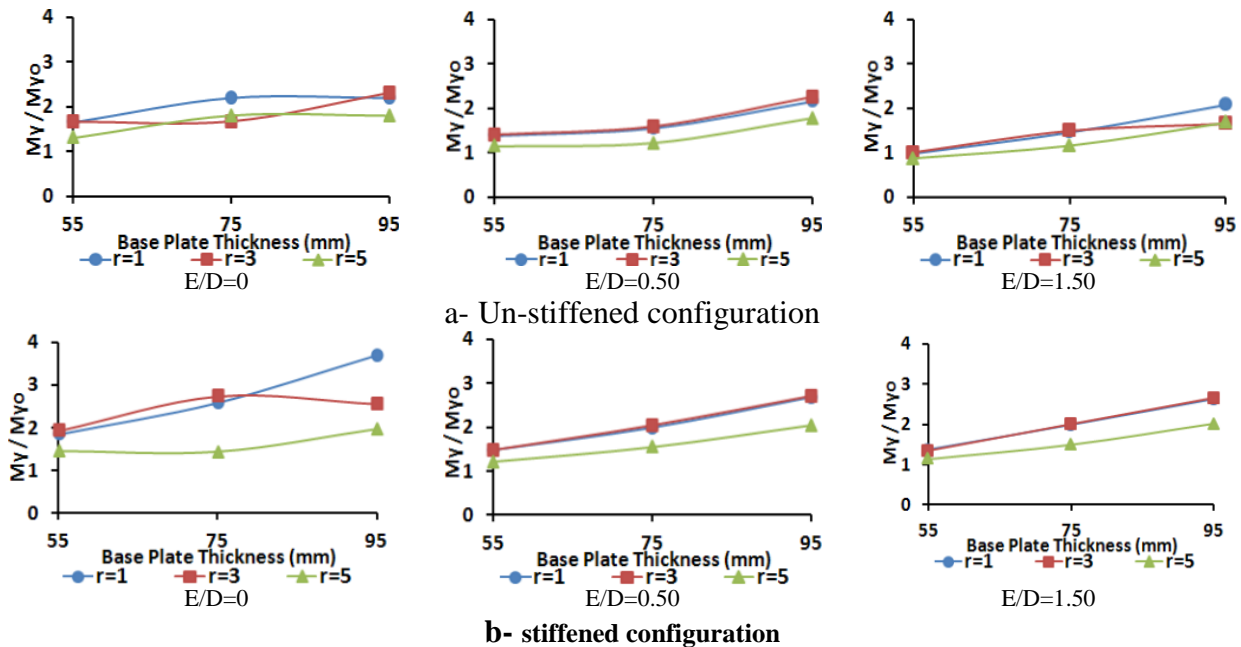 4
3
2
1
0
My / Myo
55
75
95
Base Plate Thickness (mm)
r=1 r=3 r=5
E/D=0
4
3
2
1
0
My / Myo
55
75
95
Base Plate Thickness (mm)
r=1 r=3 r=5
E/D=0.50
4
3
2
1
0
My / Myo
55
75
95
Base Plate Thickness (mm)
r=1 r=3 r=5
E/D=1.50
a- Un-stiffened configuration
4
3
2
1
0
My / Myo
55
75
95
Base Plate Thickness (mm)
r=1 r=3 r=5
E/D=0
4
3
2
1
0
My / Myo
55
75
95
Base Plate Thickness (mm)
r=1 r=3 r=5
E/D=0.50
4
3
2
1
0
My / Myo
55
75
95
Base Plate Thickness (mm)
r=1 r=3 r=5
E/D=1.50
b- stiffened configuration